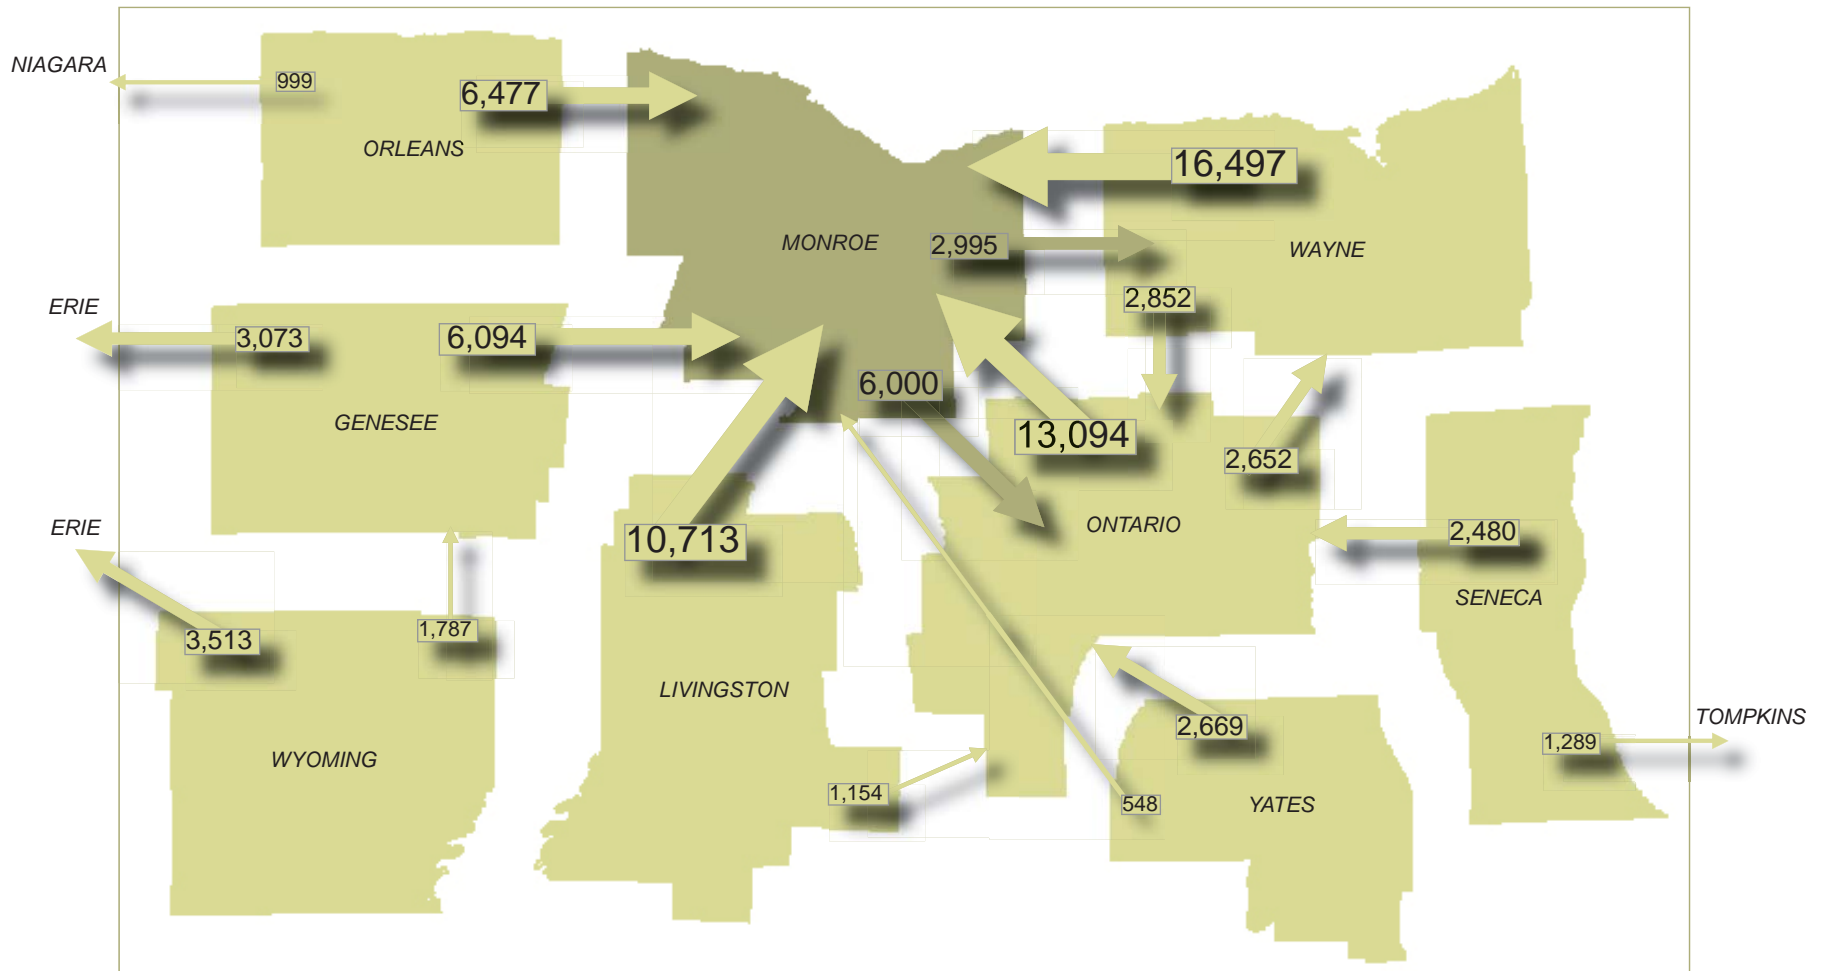 NIAGARA
999
6,477
ORLEANS
16,497
MONROE
2,995
WAYNE
ERIE
2,852
3,073
6,094
6,000
GENESEE
13,094
2,652
ERIE
10,713
ONTARIO
2,480
SENECA
3,513
1,787
LIVINGSTON
2,669
TOMPKINS
WYOMING
1,289
1,154
548
YATES